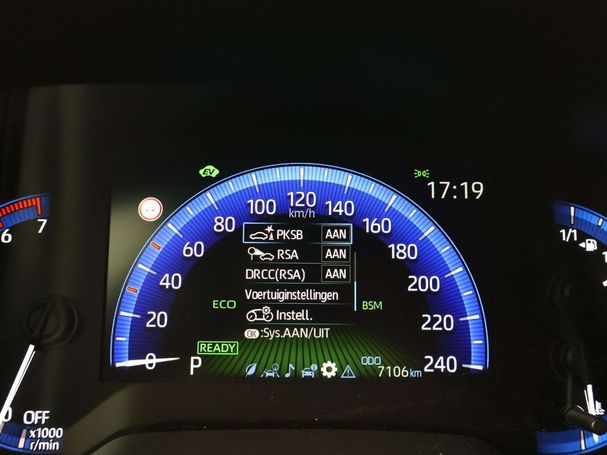 EV
17:19
6 7
0 20 40 60 80 100 120 140 160 180 200 220 240
km/h
PKSB AAN
RSA AAN
DRCC(RSA) AAN
Voertuiginstellingen
Instell.
OK :Sys.AAN/UIT
ECO
BSM
READY
P
ODO
7106 km
1/1
0 OFF
x1000
r/min